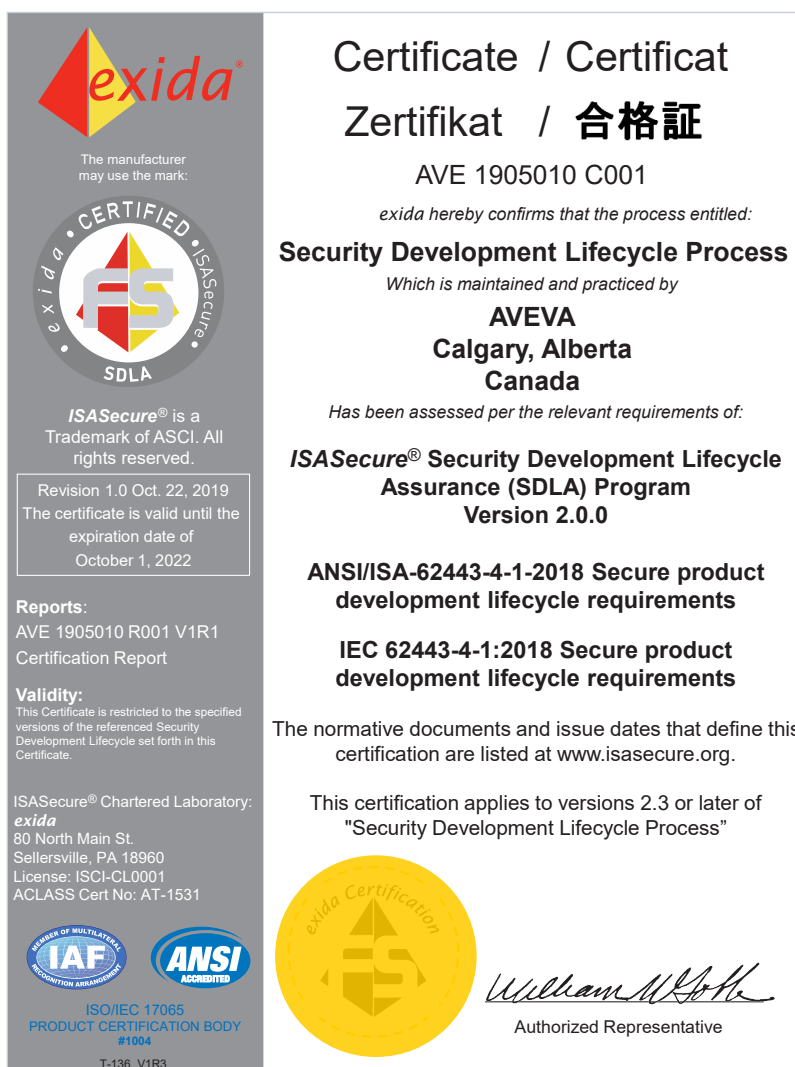 exida®
The manufacturer
may use the mark:
exida • CERTIFIED • ISASecure •
FS
SDLA
ISASecure® is a
Trademark of ASCI. All
rights reserved.
Revision 1.0 Oct. 22, 2019
The certificate is valid until the
expiration date of
October 1, 2022
Reports:
AVE 1905010 R001 V1R1
Certification Report
Validity:
This Certificate is restricted to the specified
versions of the referenced Security
Development Lifecycle set forth in this
Certificate.
ISASecure® Chartered Laboratory:
exida
80 North Main St.
Sellersville, PA 18960
License: ISCI-CL0001
ACLASS Cert No: AT-1531
MEMBER OF MULTILATERAL
IAF
RECOGNITION ARRANGEMENT
ANSI
ACCREDITED
ISO/IEC 17065
PRODUCT CERTIFICATION BODY
#1004
T-136, V1R3
Certificate / Certificat
Zertifikat / 合格証
AVE 1905010 C001
exida hereby confirms that the process entitled:
Security Development Lifecycle Process
Which is maintained and practiced by
AVEVA
Calgary, Alberta
Canada
Has been assessed per the relevant requirements of:
ISASecure® Security Development Lifecycle
Assurance (SDLA) Program
Version 2.0.0
ANSI/ISA-62443-4-1-2018 Secure product
development lifecycle requirements
IEC 62443-4-1:2018 Secure product
development lifecycle requirements
The normative documents and issue dates that define this
certification are listed at www.isasecure.org.
This certification applies to versions 2.3 or later of
"Security Development Lifecycle Process”
exida Certification
FS
William
Authorized Representative